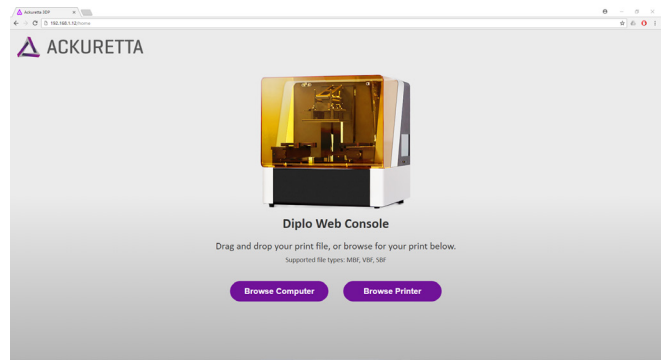 Ackuretta 3DP
192.168.1.12/home
ACKURETTA
Diplo Web Console
Drag and drop your print file, or browse for your print below.
Supported file types: MBF, VBF, SBF
Browse Computer
Browse Printer